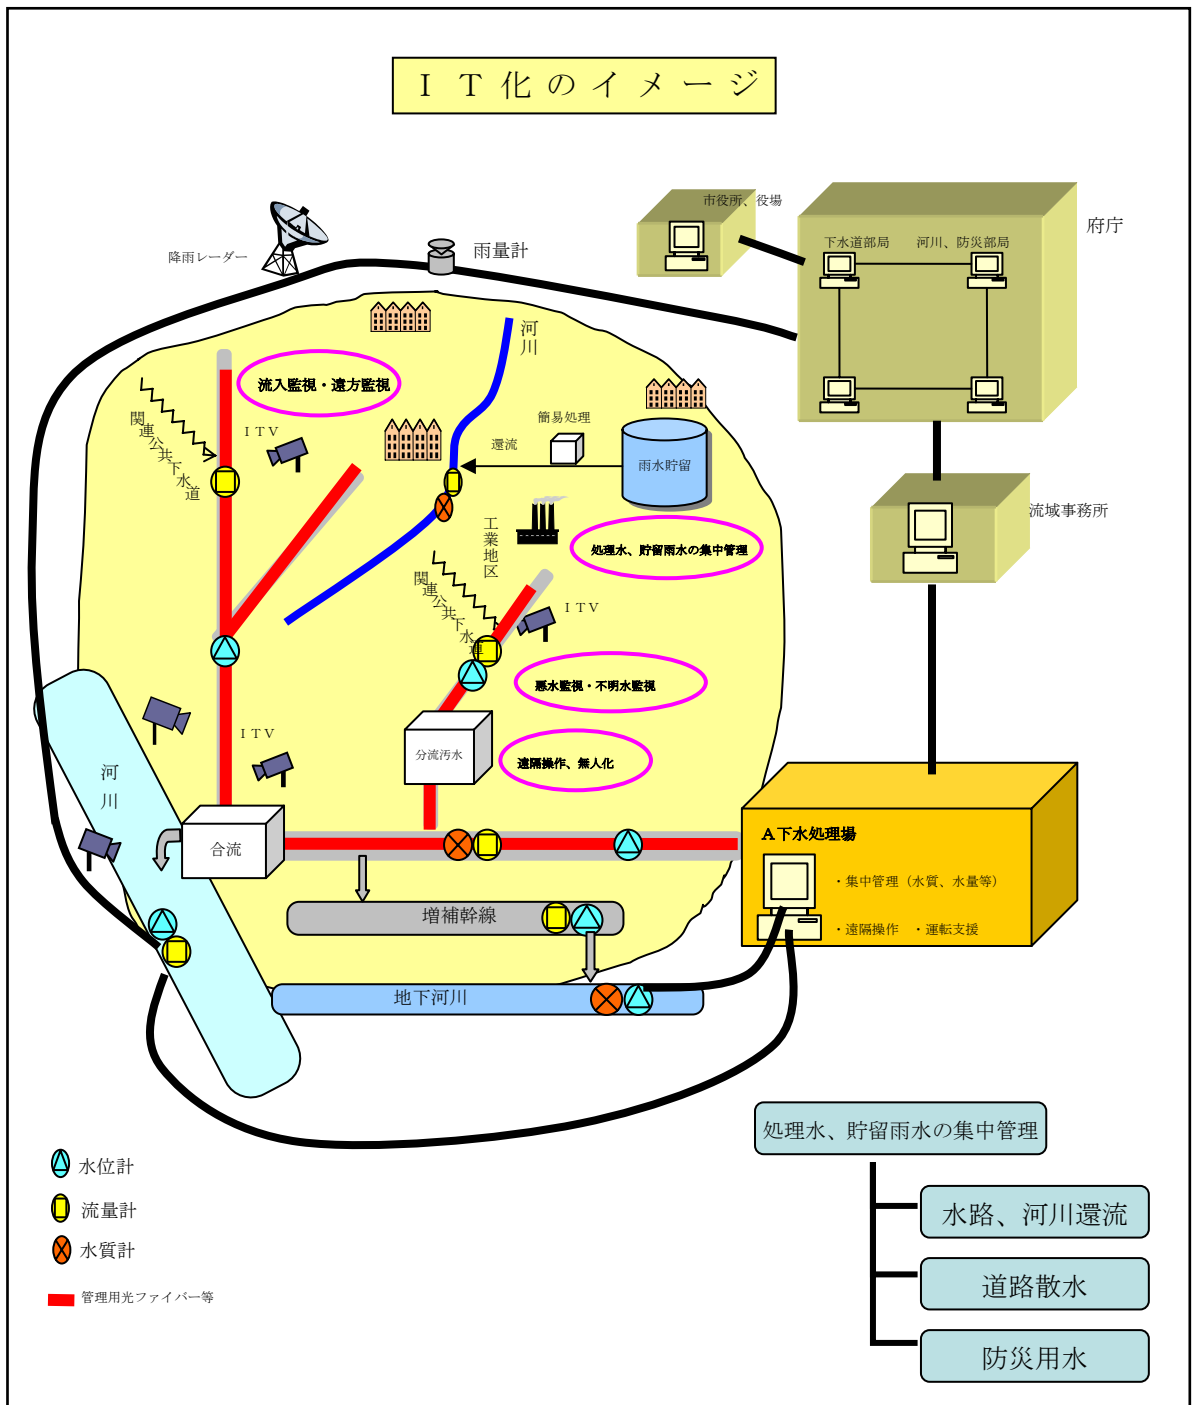 ＩＴ化のイメージ
市役所、役場
府庁
下水道部局
河川、防災部局
降雨レーダー
雨量計
河川
流入監視・遠方監視
関連公共下水道
ＩＴＶ
簡易処理
還流
雨水貯留
流域事務所
工業地区
処理水、貯留雨水の集中管理
関連公共下水道
ＩＴＶ
悪水監視・不明水監視
ＩＴＶ
分流汚水
遠隔操作、無人化
河川
合流
Ａ下水処理場
・集中管理（水質、水量等）
・遠隔操作　・運転支援
増補幹線
地下河川
処理水、貯留雨水の集中管理
水位計
水路、河川還流
流量計
水質計
道路散水
管理用光ファイバー等
防災用水